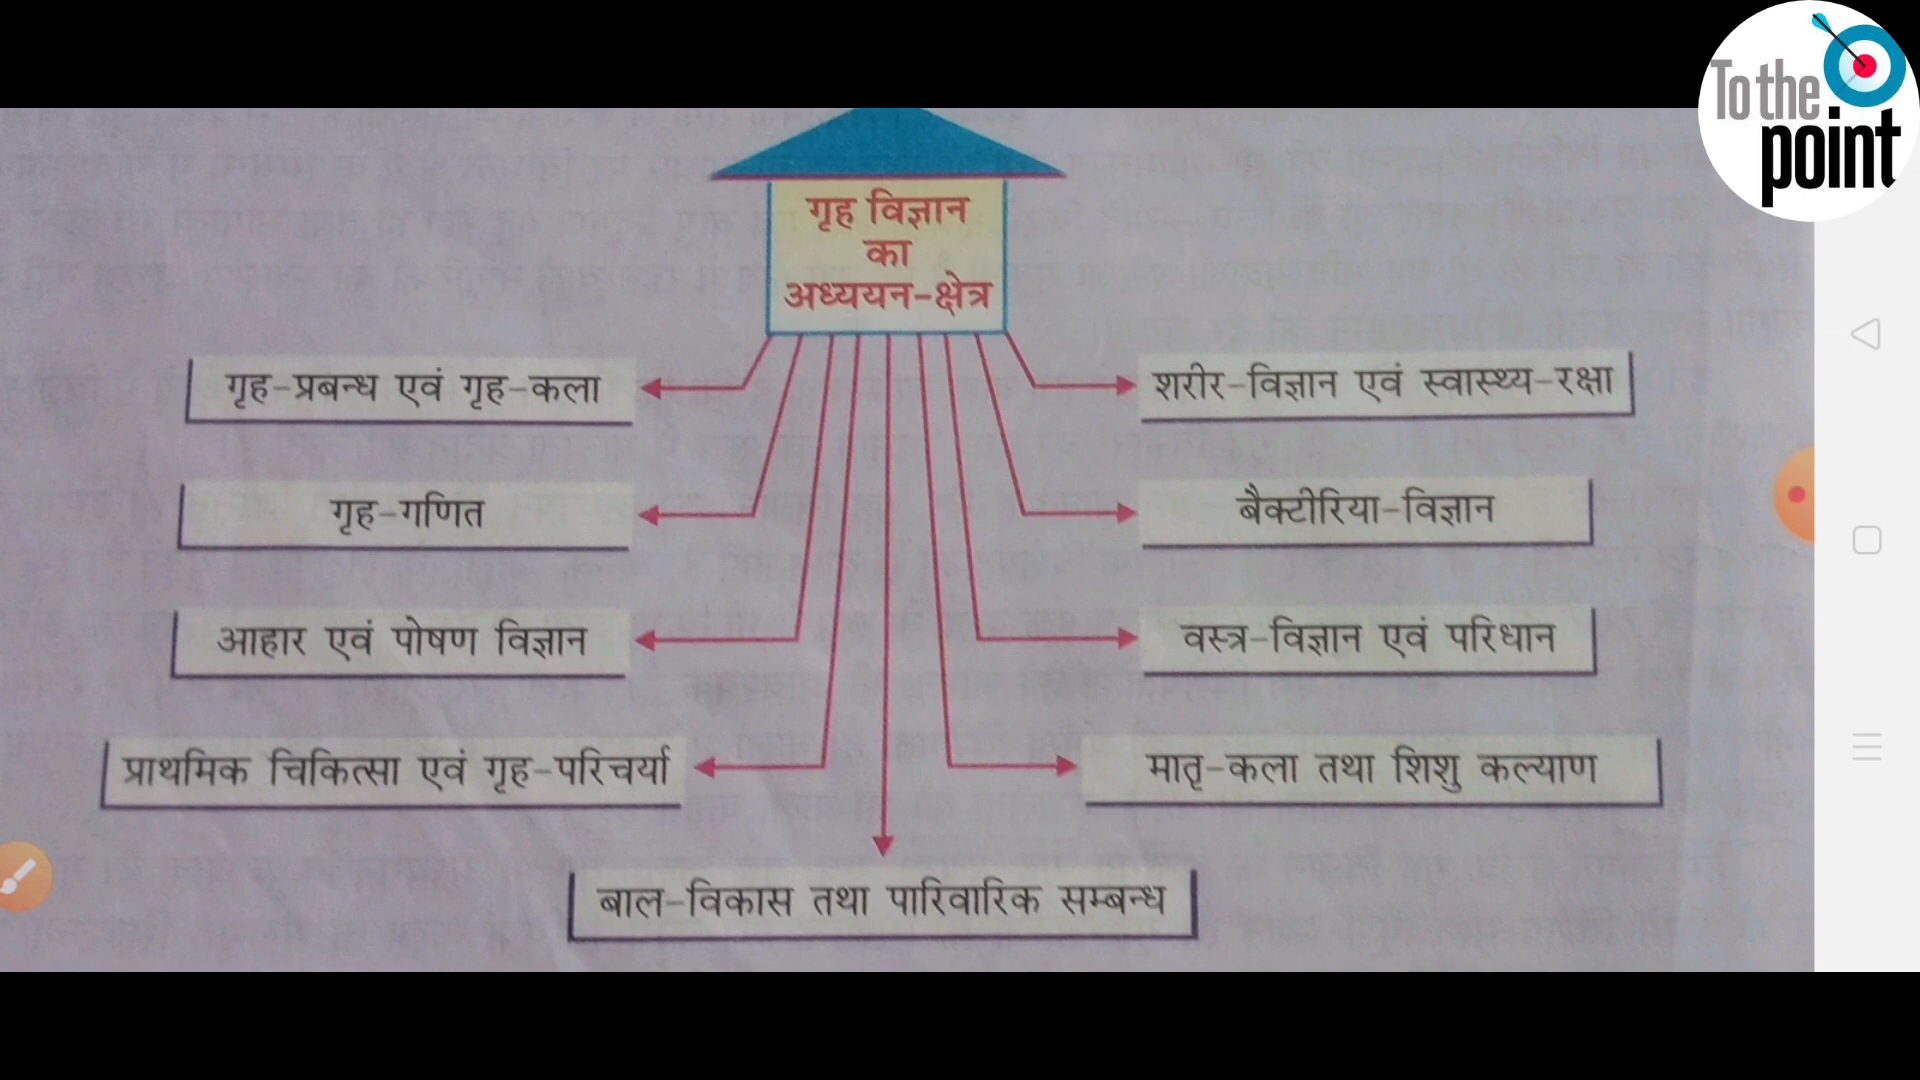 To the
point
गृह विज्ञान
का
अध्ययन-क्षेत्र
गृह-प्रबन्ध एवं गृह-कला
शरीर-विज्ञान एवं स्वास्थ्य-रक्षा
गृह-गणित
बैक्टीरिया-विज्ञान
आहार एवं पोषण विज्ञान
वस्त्र-विज्ञान एवं परिधान
प्राथमिक चिकित्सा एवं गृह-परिचर्या
मातृ-कला तथा शिशु कल्याण
बाल-विकास तथा पारिवारिक सम्बन्ध